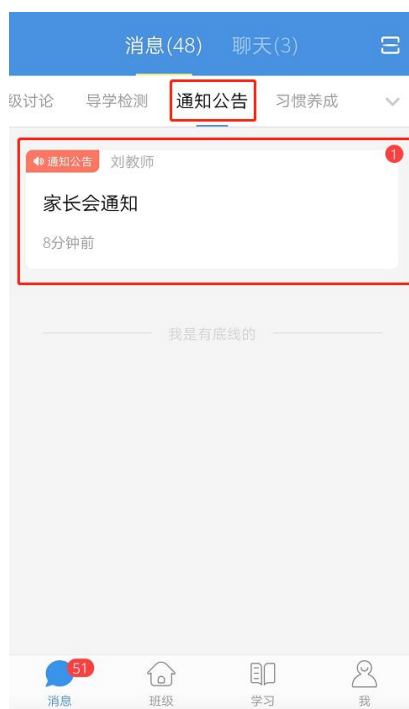 消息(48) 聊天(3)
级讨论 导学检测 通知公告 习惯养成
通知公告 刘教师 1
家长会通知
8分钟前
我是有底线的
51
消息 班级 学习 我